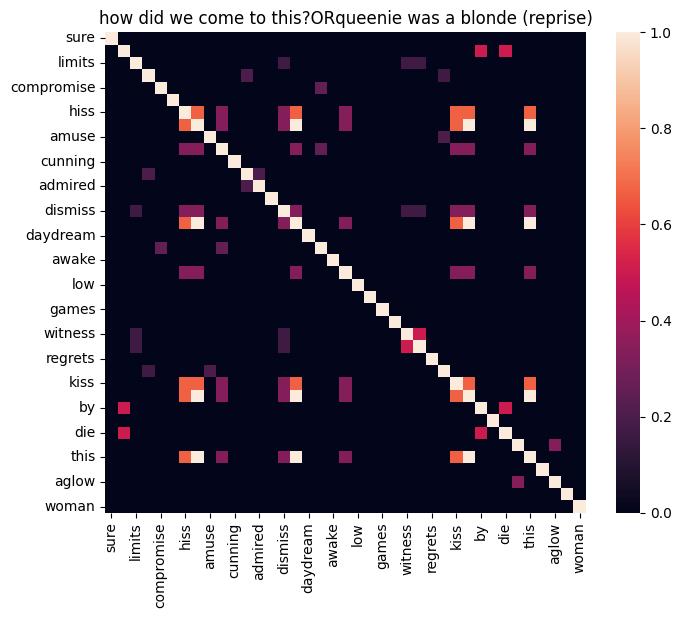 how did we come to this?ORqueenie was a blonde (reprise)
sure
limits
compromise
hiss
amuse
cunning
admired
dismiss
daydream
awake
low
games
witness
regrets
kiss
by
die
this
aglow
woman
1.0
0.8
0.6
0.4
0.2
0.0
sure
limits
compromise
hiss
amuse
cunning
admired
dismiss
daydream
awake
low
games
witness
regrets
kiss
by
die
this
aglow
woman